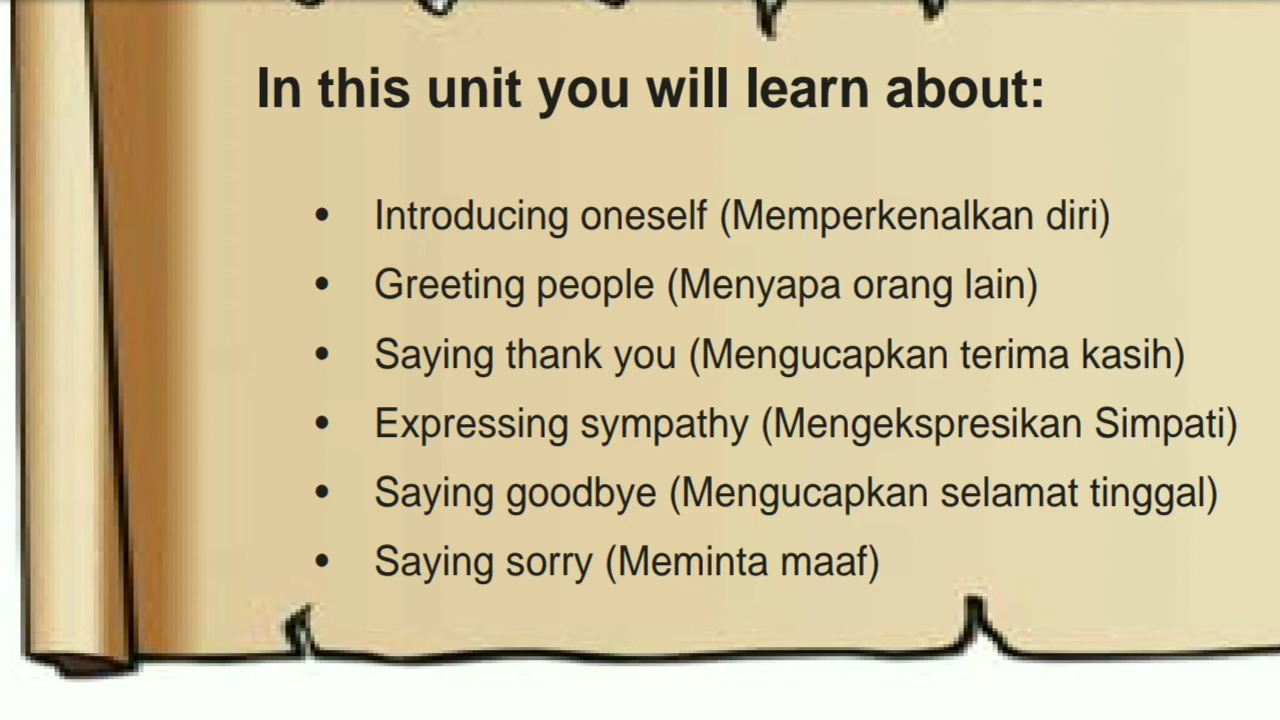 In this unit you will learn about:
• Introducing oneself (Memperkenalkan diri)
• Greeting people (Menyapa orang lain)
• Saying thank you (Mengucapkan terima kasih)
• Expressing sympathy (Mengekspresikan Simpati)
• Saying goodbye (Mengucapkan selamat tinggal)
• Saying sorry (Meminta maaf)